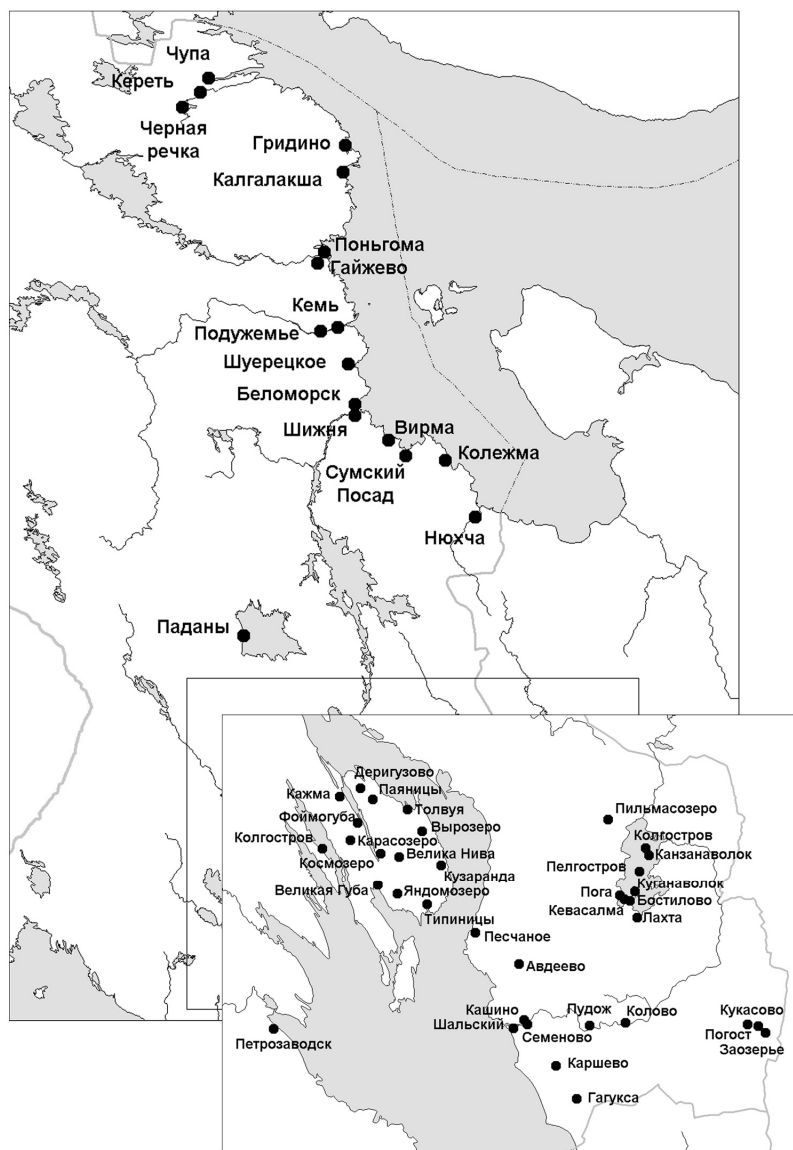 Чупа
Кереть
Черная
речка
Гридино
Калгалакша
Поньгома
Гайжево
Кемь
Подужемье
Шуерецкое
Беломорск
Шижня
Вирма
Колежма
Сумский
Посад
Нюхча
Паданы
Деригузово
Паяницы
Кажма
Толвуя
Фоймогуба
Вырозеро
Колгостров
Карасозеро
Космозеро
Велика Нива
Кузаранда
Великая Губа
Яндомозеро
Типиницы
Песчаное
Авдеево
Пильмасозеро
Колгостров
Канзанаволок
Пелгостров
Куганаволок
Пога
Бостилово
Кевасалма
Лахта
Кашино
Шальский
Семеново
Пудож
Колово
Кукасово
Погост
Заозерье
Петрозаводск
Каршево
Гагукса